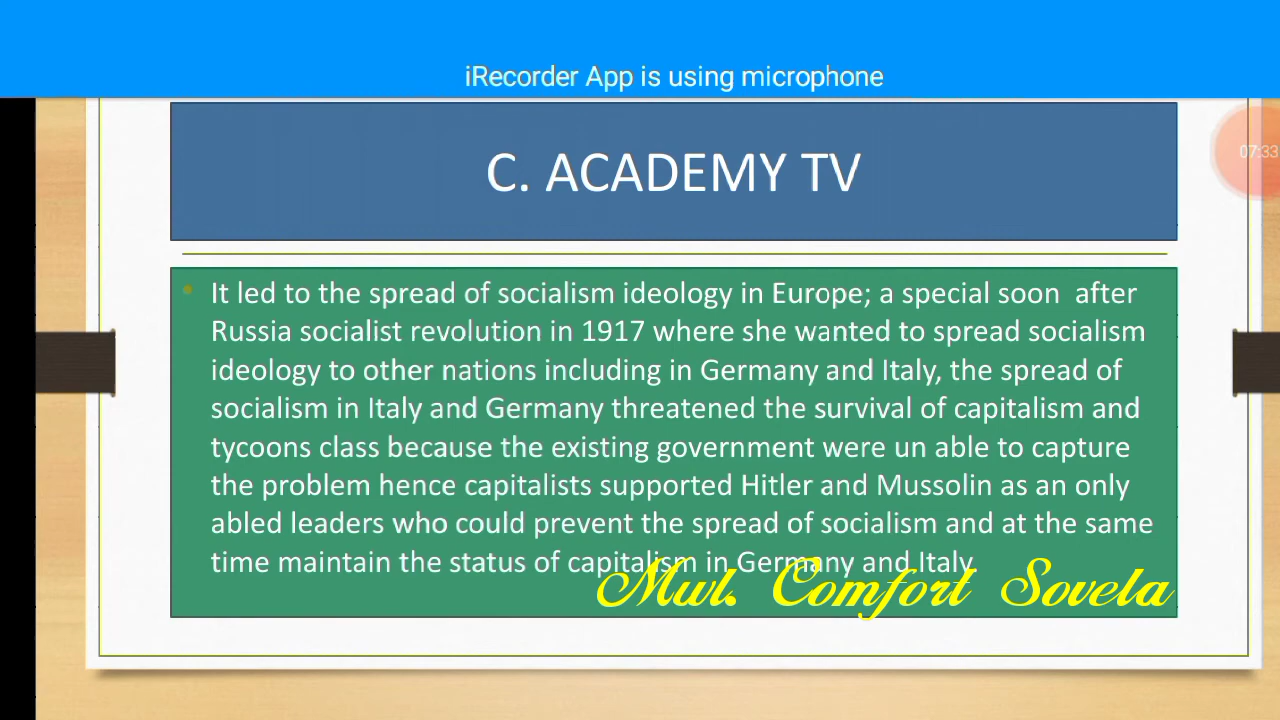 iRecorder App is using microphone
C. ACADEMY TV
07:33
• It led to the spread of socialism ideology in Europe; a special soon after
Russia socialist revolution in 1917 where she wanted to spread socialism
ideology to other nations including in Germany and Italy, the spread of
socialism in Italy and Germany threatened the survival of capitalism and
tycoons class because the existing government were un able to capture
the problem hence capitalists supported Hitler and Mussolin as an only
abled leaders who could prevent the spread of socialism and at the same
time maintain the status of capitalism in Germany and Italy.
Mwl. Comfort Sovela